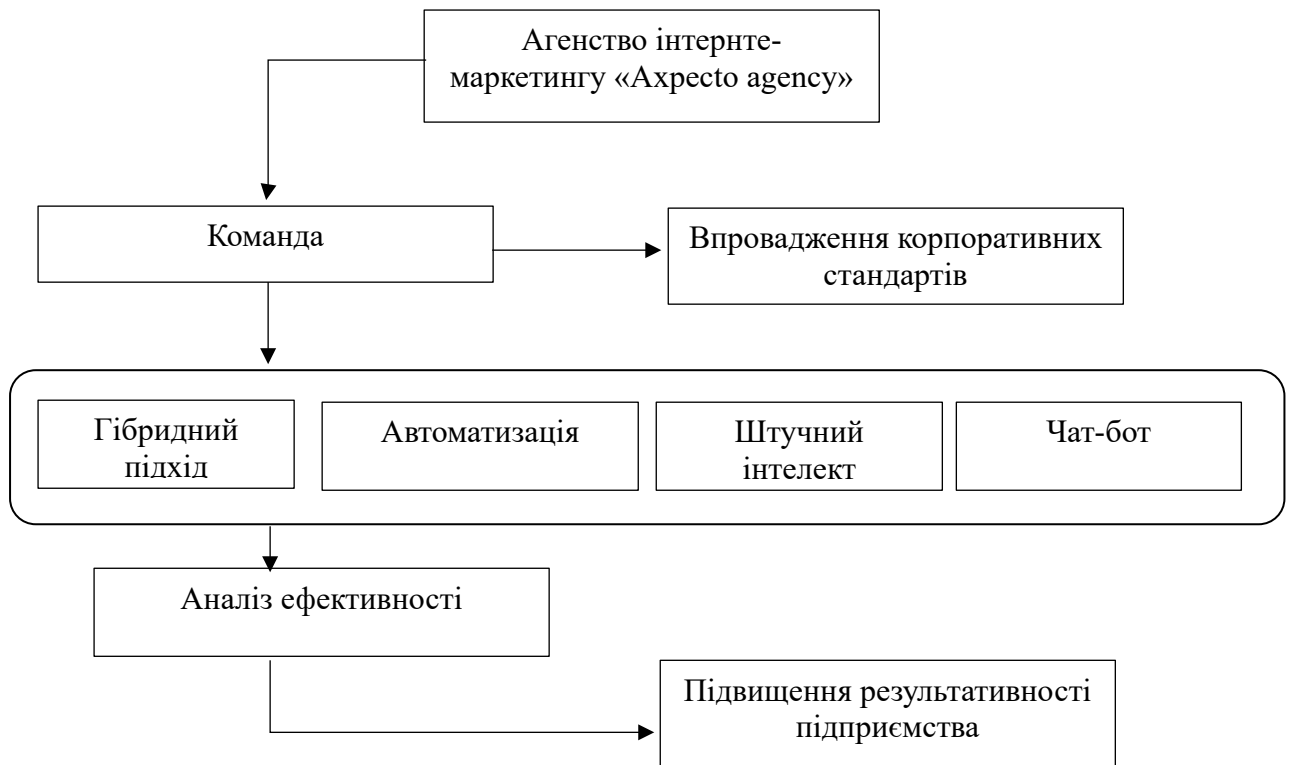 Агенство інтернте-
маркетингу «Axpecto agency»
Команда
Впровадження корпоративних
стандартів
Гібридний
підхід
Автоматизація
Штучний
інтелект
Чат-бот
Аналіз ефективності
Підвищення результативності
підприємства